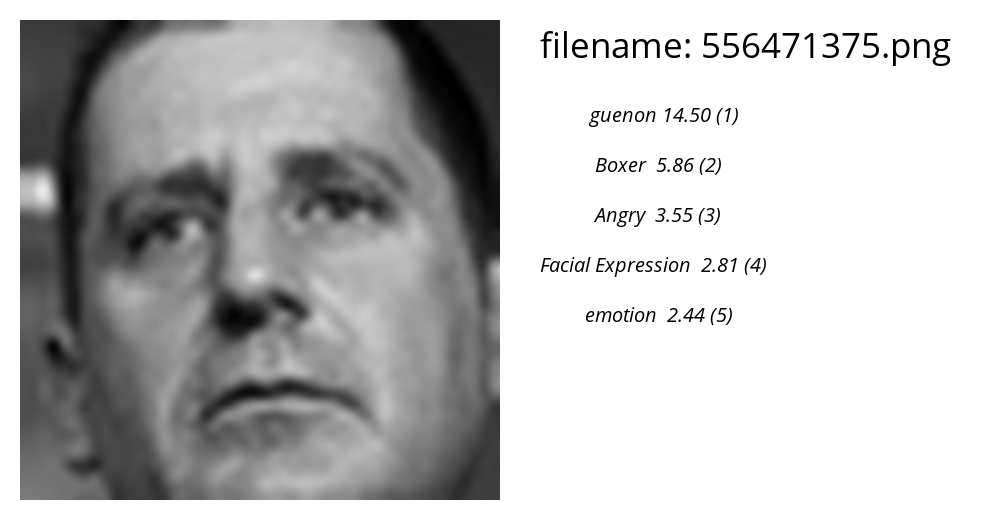 filename: 556471375.png
guenon 14.50 (1)
Boxer 5.86 (2)
Angry 3.55 (3)
Facial Expression 2.81 (4)
emotion 2.44 (5)